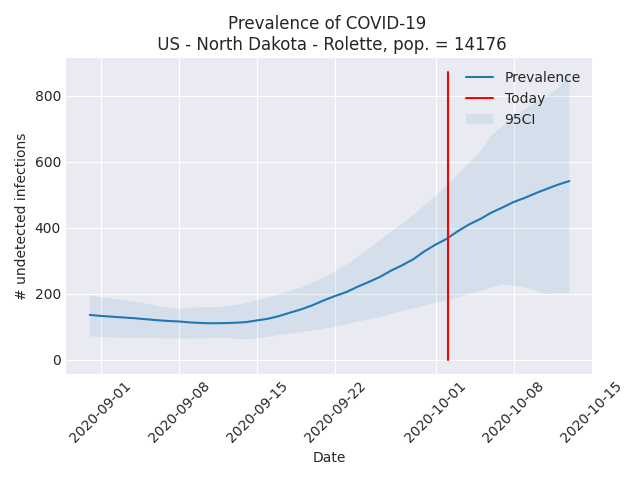 Prevalence of COVID-19
US - North Dakota - Rolette, pop. = 14176
Prevalence
Today
95CI
# undetected infections
800
600
400
200
0
2020-09-01
2020-09-08
2020-09-15
2020-09-22
2020-10-01
2020-10-08
2020-10-15
Date